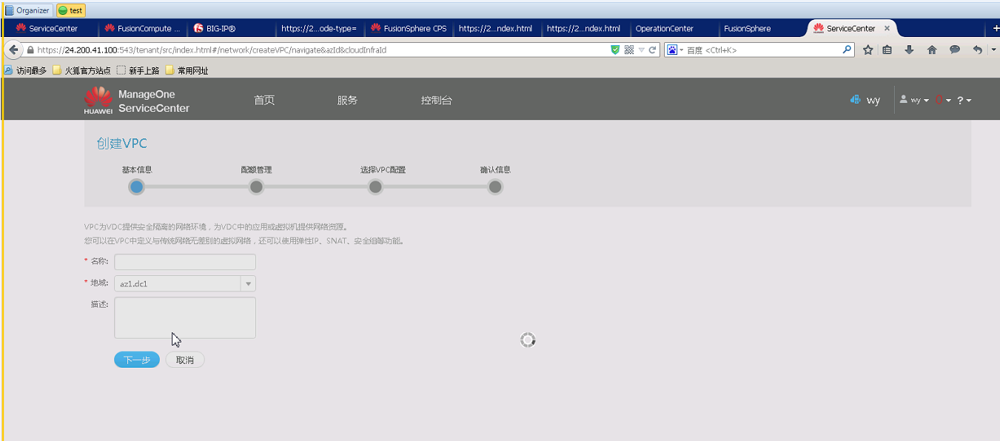 Organizer test
ServiceCenter FusionCompute ... BIG-IP® https://2...ode-type= FusionSphere CPS https://2...ndex.html https://2...ndex.html OperationCenter FusionSphere ServiceCenter × +
https://24.200.41.100:543/tenant/src/index.html#/network/createVPC/navigate&azId&cloudInfraId 百度 <Ctrl+K>
访问最多 火狐官方站点 新手上路 常用网址
HUAWEI ManageOne
ServiceCenter
首页 服务 控制台 wy wy 0 ?
创建VPC
基本信息 配额管理 选择VPC配置 确认信息
VPC为VDC提供安全隔离的网络环境，为VDC中的应用或虚拟机提供网络资源。
您可以在VPC中定义与传统网络无差别的虚拟网络，还可以使用弹性IP、SNAT、安全组等功能。
* 名称:
* 地域: az1.dc1
描述:
下一步 取消